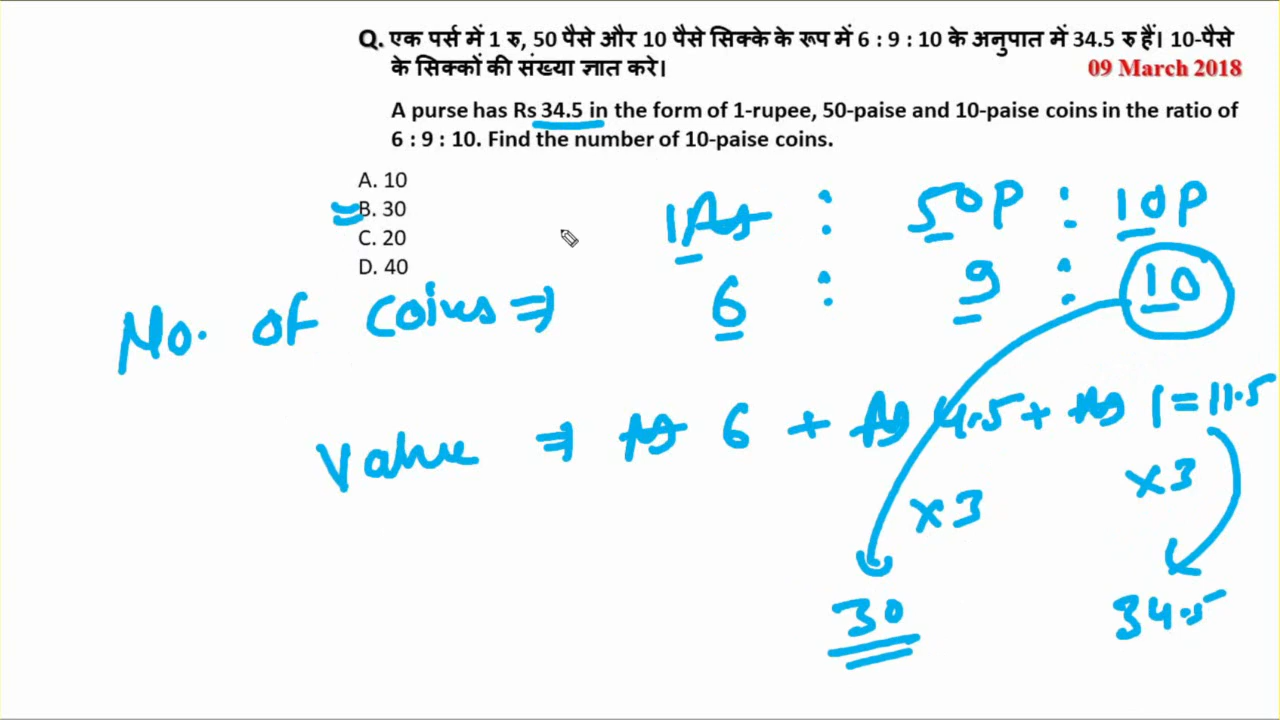 Q. एक पर्स में 1 रु, 50 पैसे और 10 पैसे सिक्केके रूप में 6 : 9 : 10 के अनुपात में 34.5 रु हैं। 10-पैसे
के सिक्कों की संख्या ज्ञात करे।
09 March 2018
A purse has Rs 34.5 in the form of 1-rupee, 50-paise and 10-paise coins in the ratio of
6 : 9 : 10. Find the number of 10-paise coins.
A. 10
B. 30
C. 20
D. 40
1Rs : 50P : 10P
No. of coins ⇒ 6 : 9 : 10
Value ⇒ Rs 6 + Rs 4.5 + Rs 1 = 11.5
×3 ×3
30 34.5